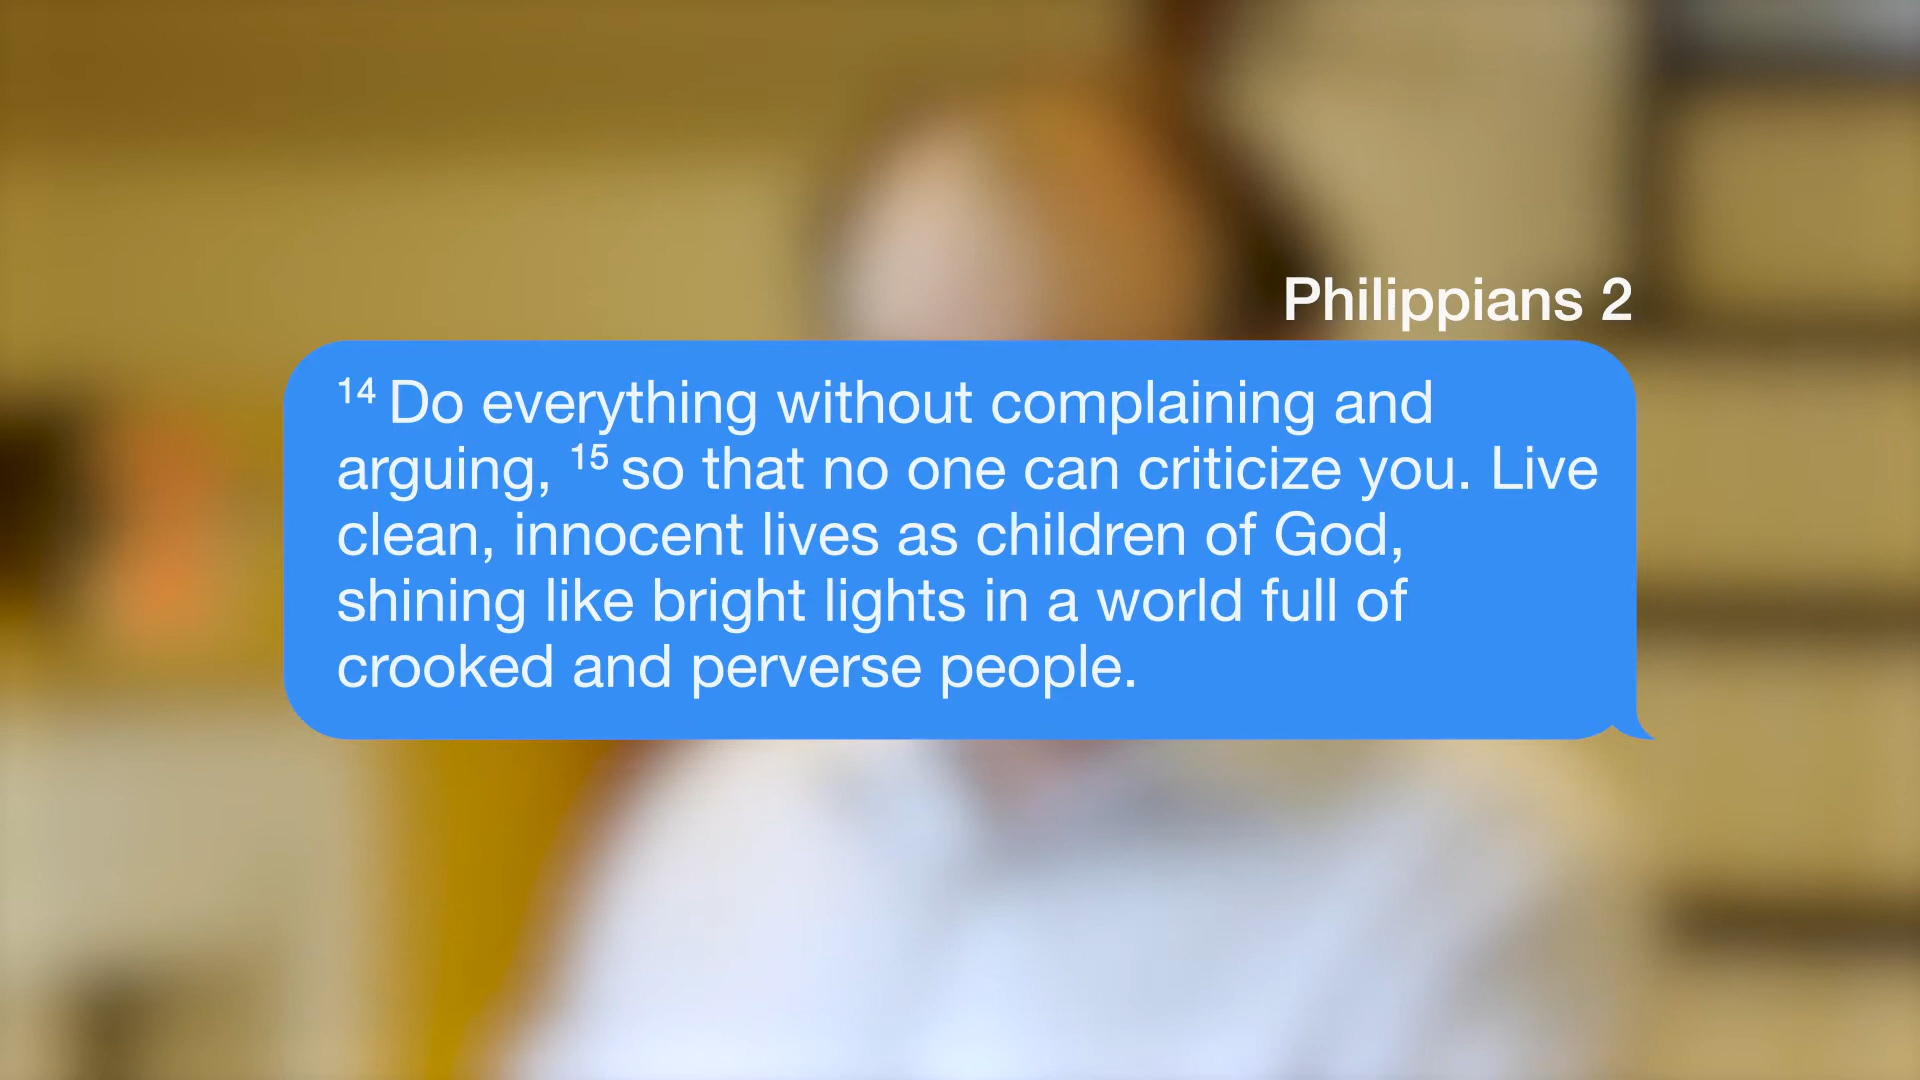 Philippians 2
14 Do everything without complaining and
arguing, 15 so that no one can criticize you. Live
clean, innocent lives as children of God,
shining like bright lights in a world full of
crooked and perverse people.